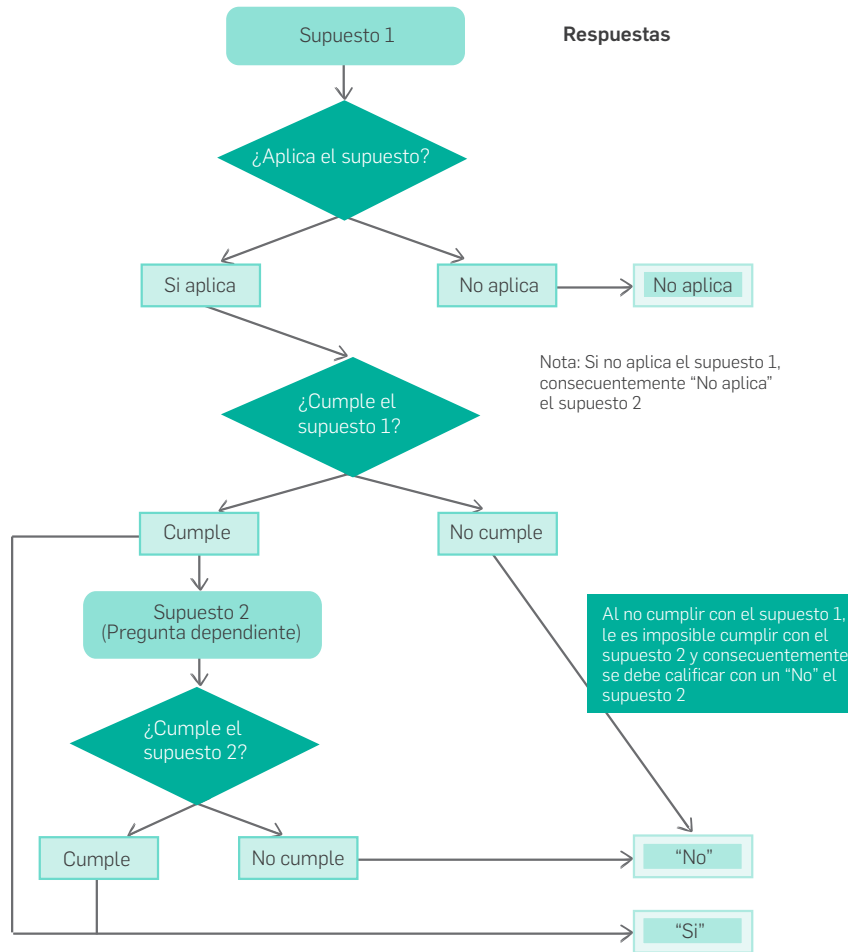 Supuesto 1
Respuestas
¿Aplica el supuesto?
Si aplica
No aplica
No aplica
Nota: Si no aplica el supuesto 1,
consecuentemente “No aplica”
el supuesto 2
¿Cumple el
supuesto 1?
Cumple
No cumple
Supuesto 2
(Pregunta dependiente)
Al no cumplir con el supuesto 1,
le es imposible cumplir con el
supuesto 2 y consecuentemente
se debe calificar con un “No” el
supuesto 2
¿Cumple el
supuesto 2?
Cumple
No cumple
“No”
“Si”